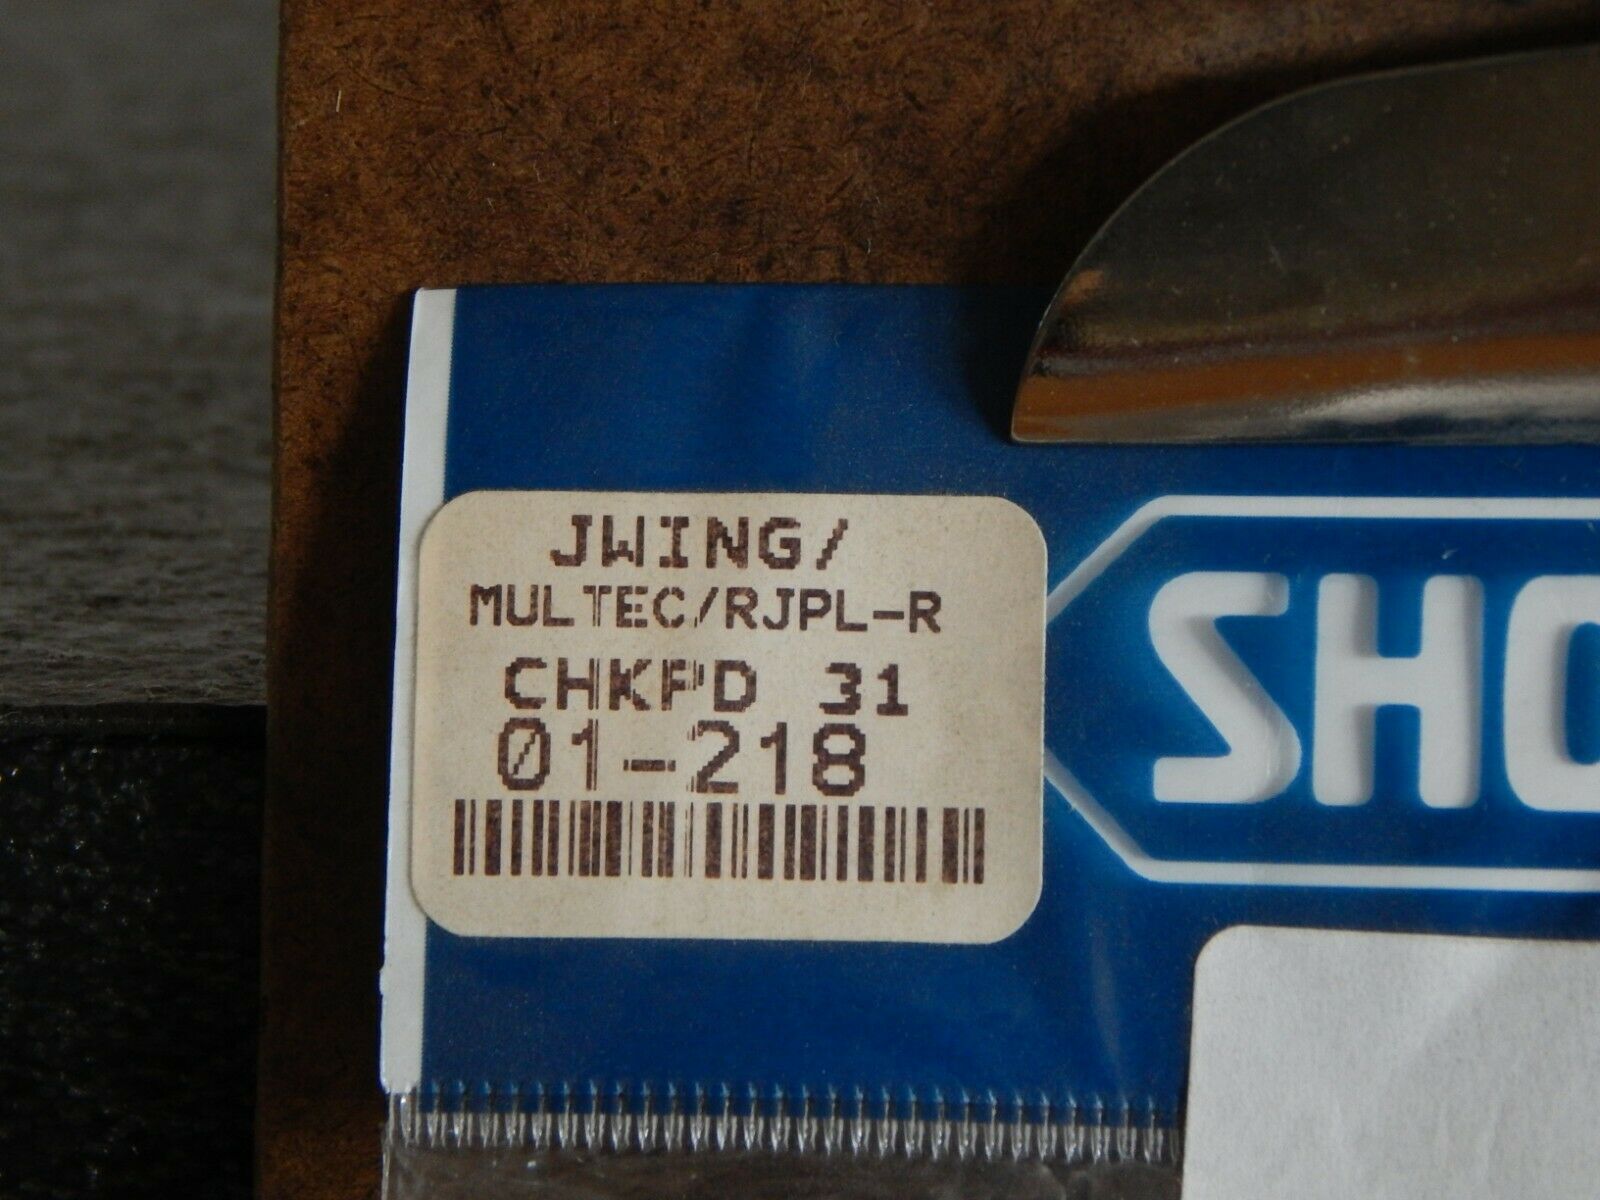 JWING/
MULTEC/RJPL-R
CHKPD 31
01-218
SHO